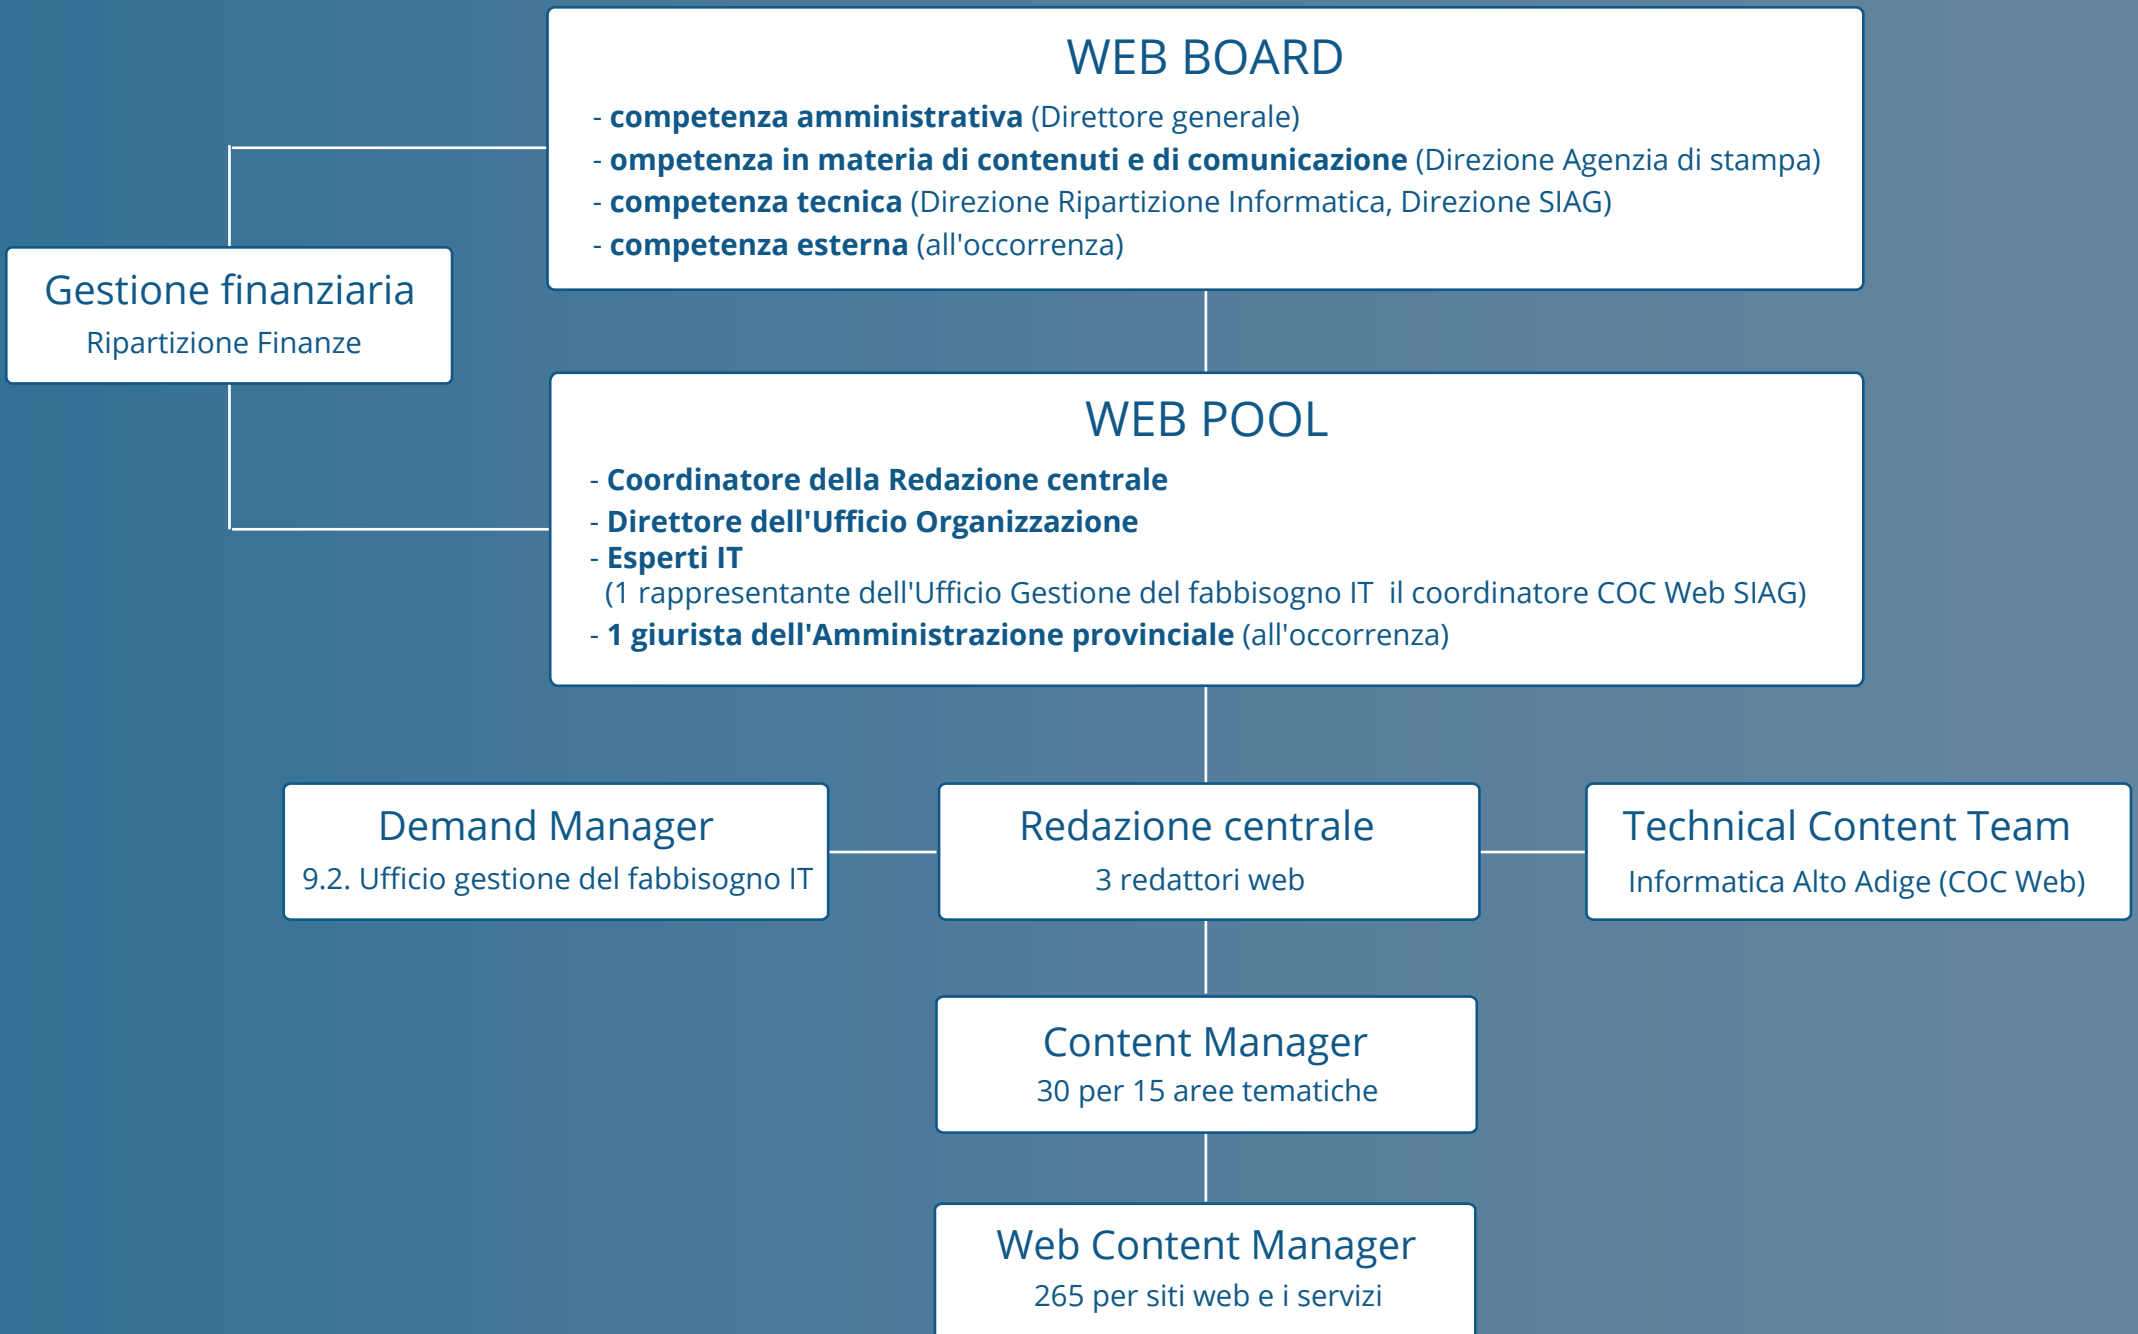 WEB BOARD
- competenza amministrativa (Direttore generale)
- ompetenza in materia di contenuti e di comunicazione (Direzione Agenzia di stampa)
- competenza tecnica (Direzione Ripartizione Informatica, Direzione SIAG)
- competenza esterna (all'occorrenza)
Gestione finanziaria
Ripartizione Finanze
WEB POOL
- Coordinatore della Redazione centrale
- Direttore dell'Ufficio Organizzazione
- Esperti IT
(1 rappresentante dell'Ufficio Gestione del fabbisogno IT  il coordinatore COC Web SIAG)
- 1 giurista dell'Amministrazione provinciale (all'occorrenza)
Demand Manager
9.2. Ufficio gestione del fabbisogno IT
Redazione centrale
3 redattori web
Technical Content Team
Informatica Alto Adige (COC Web)
Content Manager
30 per 15 aree tematiche
Web Content Manager
265 per siti web e i servizi